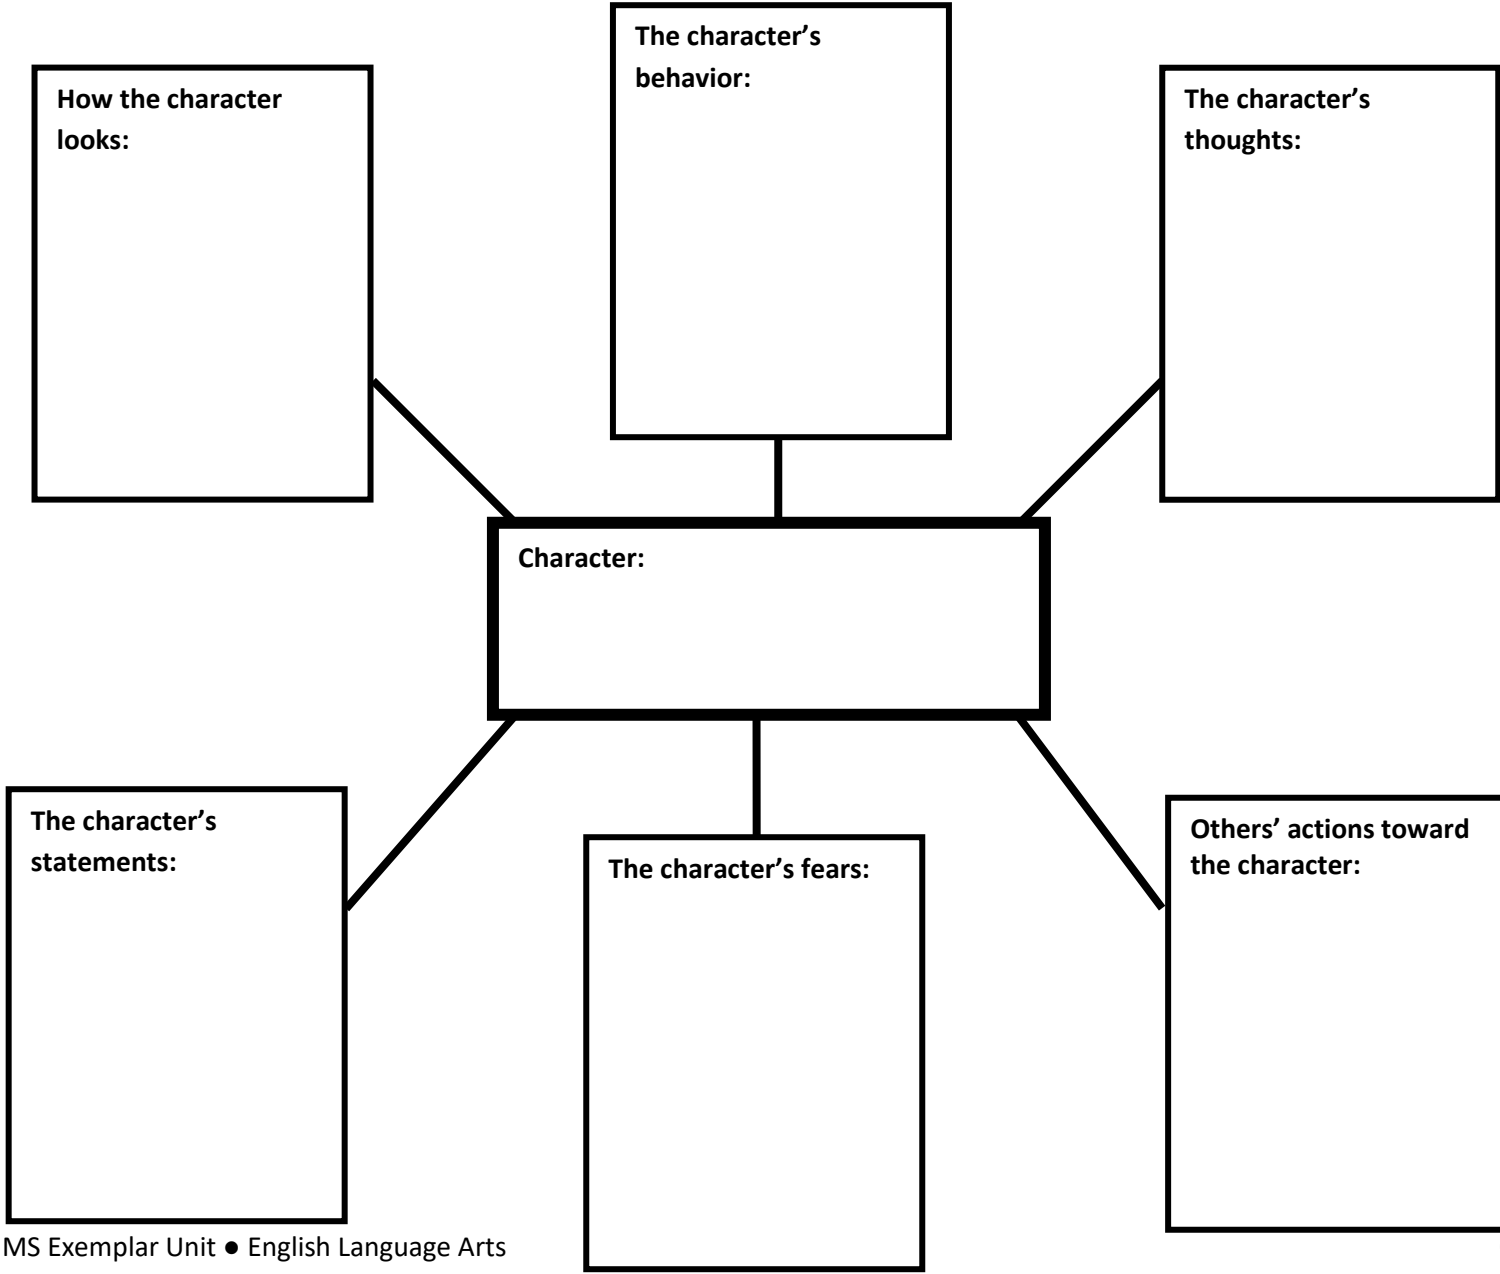 The character’s
behavior:
How the character
looks:
The character’s
thoughts:
Character:
The character’s
statements:
The character’s fears:
Others’ actions toward
the character:
MS Exemplar Unit ● English Language Arts